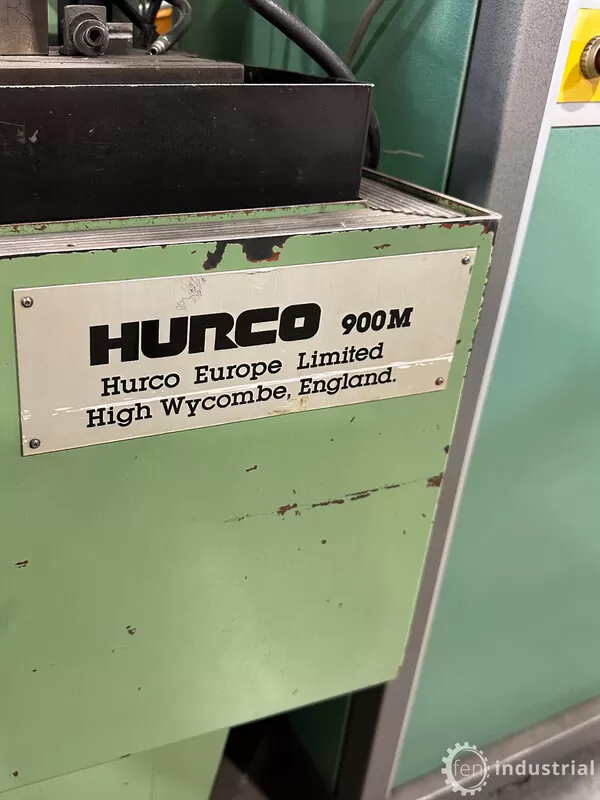 HURCO 900M
Hurco Europe Limited
High Wycombe, England.
fen industrial